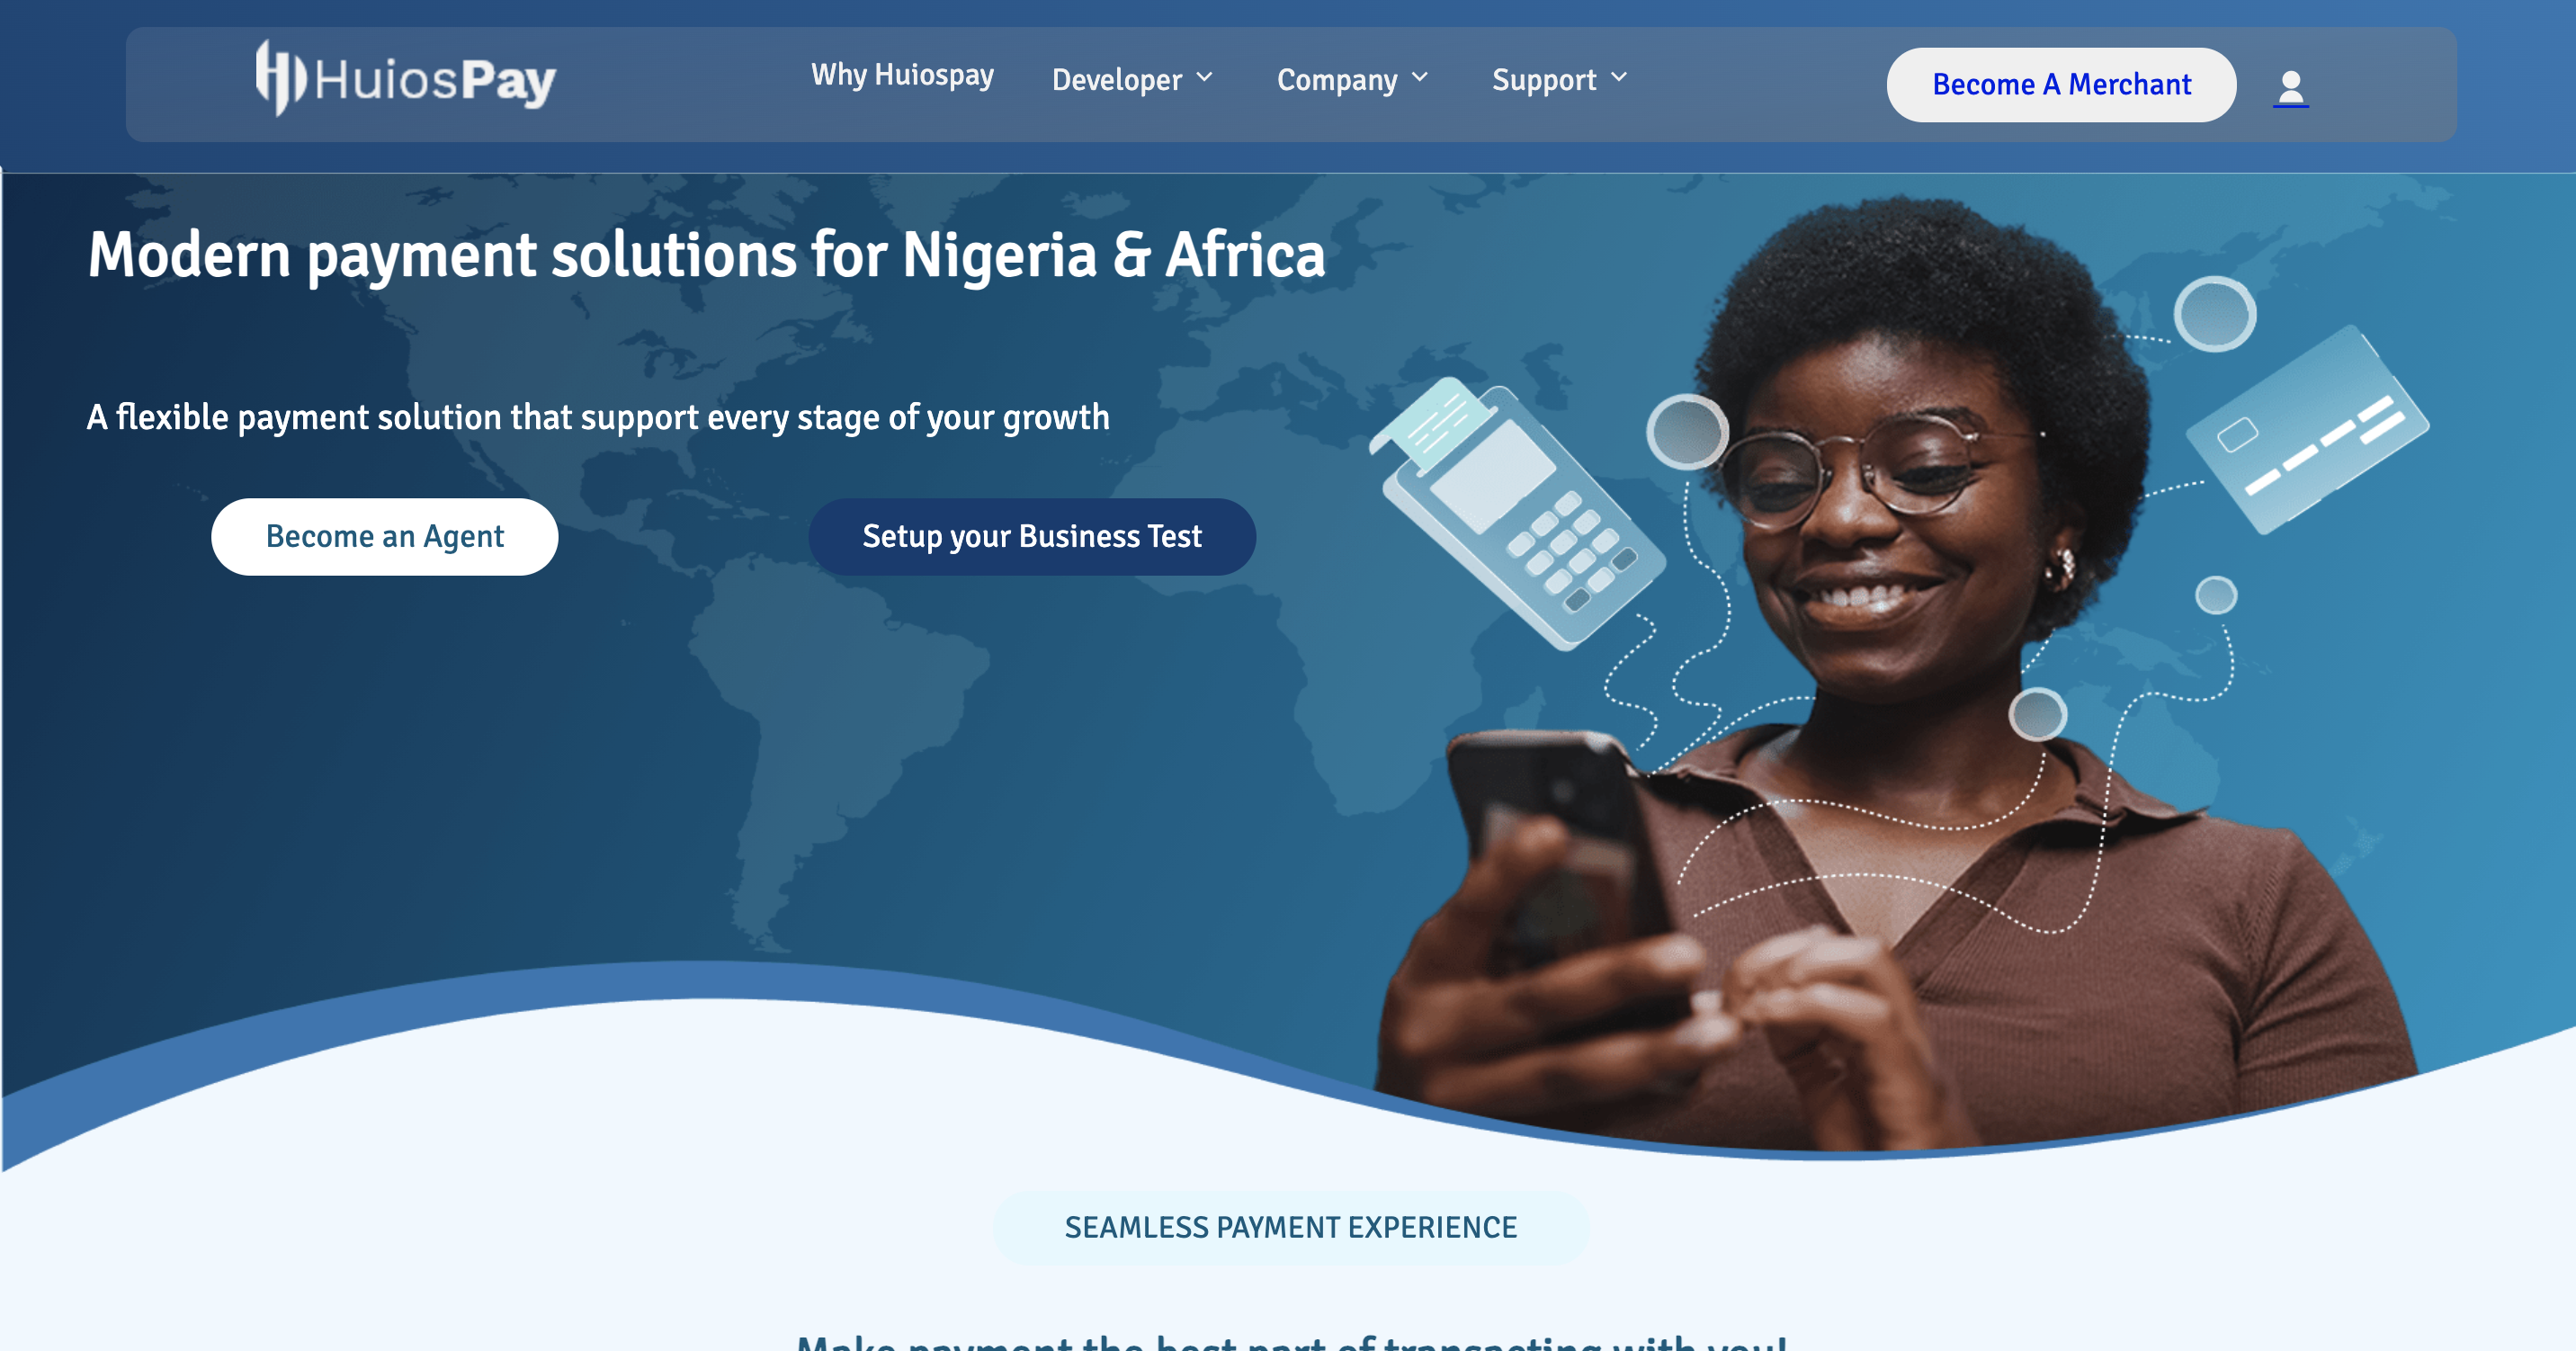 HuiosPay
Why Huiospay
Developer
Company
Support
Become A Merchant
Modern payment solutions for Nigeria & Africa
A flexible payment solution that support every stage of your growth
Become an Agent
Setup your Business Test
SEAMLESS PAYMENT EXPERIENCE
Make payment the best part of transacting with you!